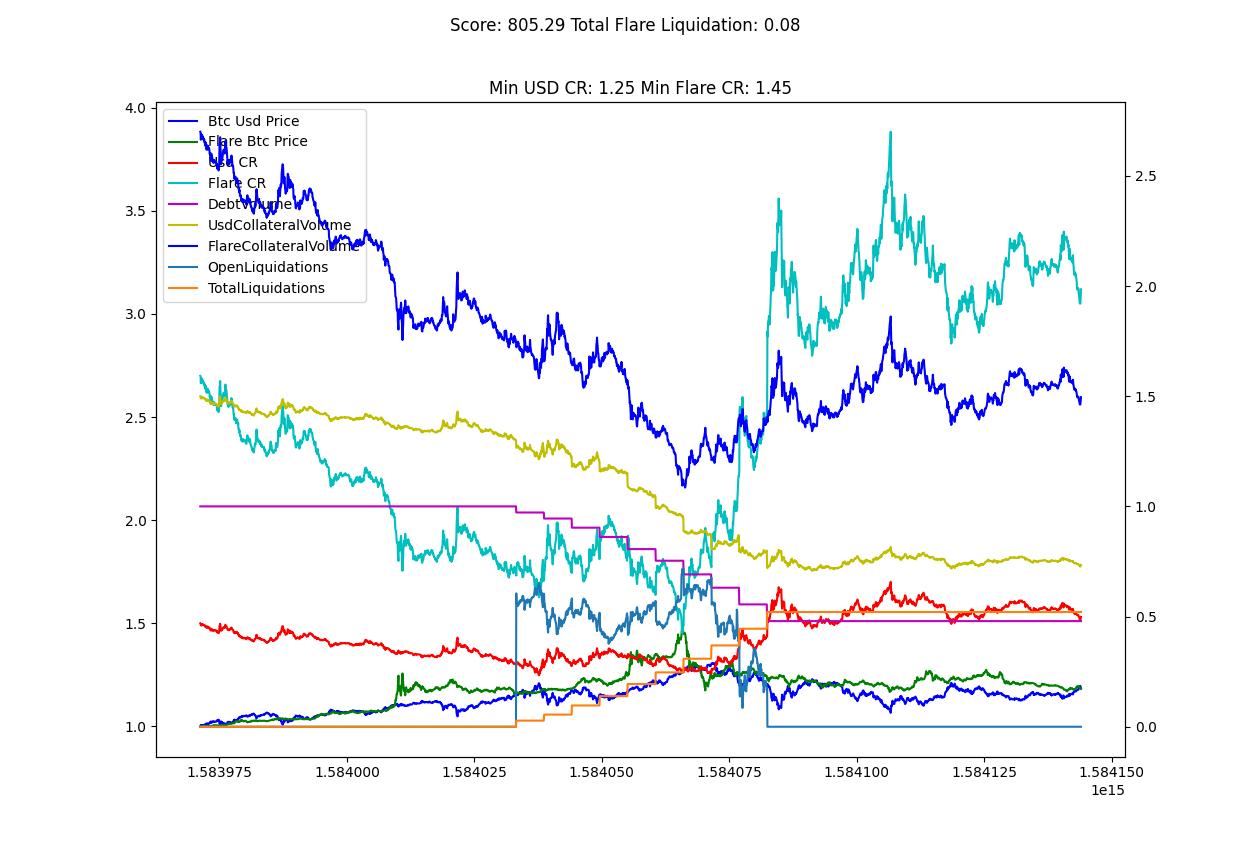 Score: 805.29 Total Flare Liquidation: 0.08
Min USD CR: 1.25 Min Flare CR: 1.45
Btc Usd Price
Flare Btc Price
Usd CR
Flare CR
DebtVolume
UsdCollateralVolume
FlareCollateralVolume
OpenLiquidations
TotalLiquidations
4.0
3.5
3.0
2.5
2.0
1.5
1.0
2.5
2.0
1.5
1.0
0.5
0.0
1.583975 1.584000 1.584025 1.584050 1.584075 1.584100 1.584125 1.584150
1e15